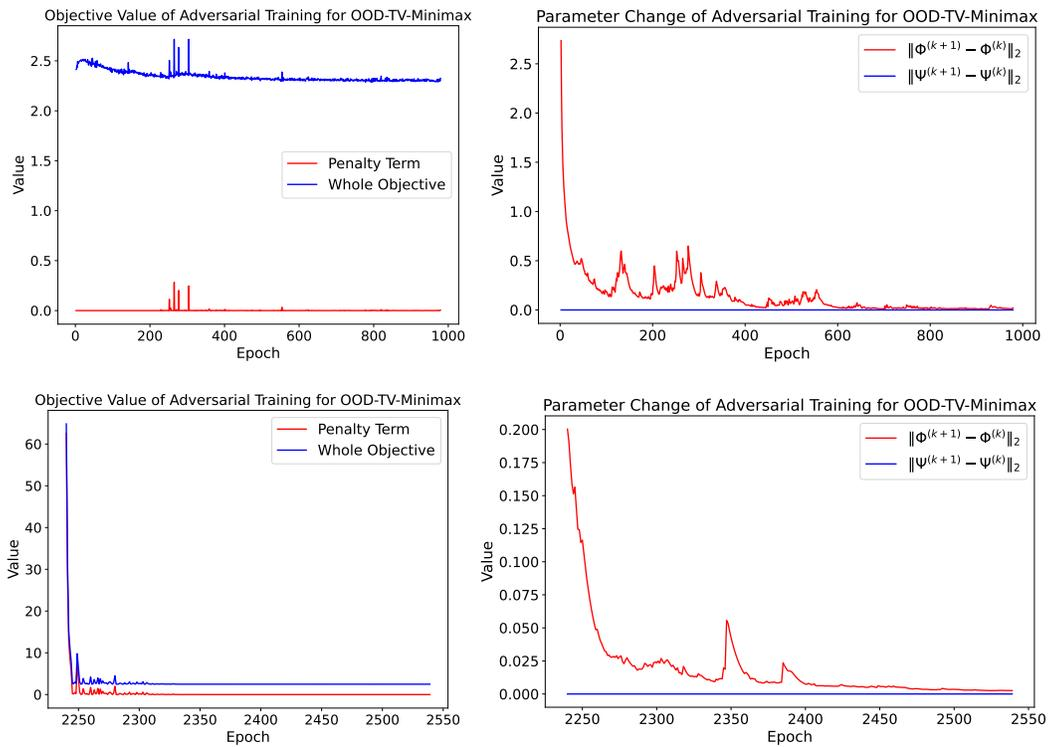 Objective Value of Adversarial Training for OOD-TV-Minimax
2.5
2.0
1.5
1.0
0.5
0.0
Value
Penalty Term
Whole Objective
0 200 400 600 800 1000
Epoch
Parameter Change of Adversarial Training for OOD-TV-Minimax
2.5
2.0
1.5
1.0
0.5
0.0
Value
‖Φ^(k+1) − Φ^(k)‖₂
‖Ψ^(k+1) − Ψ^(k)‖₂
0 200 400 600 800 1000
Epoch
Objective Value of Adversarial Training for OOD-TV-Minimax
60
50
40
30
20
10
0
Value
Penalty Term
Whole Objective
2250 2300 2350 2400 2450 2500 2550
Epoch
Parameter Change of Adversarial Training for OOD-TV-Minimax
0.200
0.175
0.150
0.125
0.100
0.075
0.050
0.025
0.000
Value
‖Φ^(k+1) − Φ^(k)‖₂
‖Ψ^(k+1) − Ψ^(k)‖₂
2250 2300 2350 2400 2450 2500 2550
Epoch